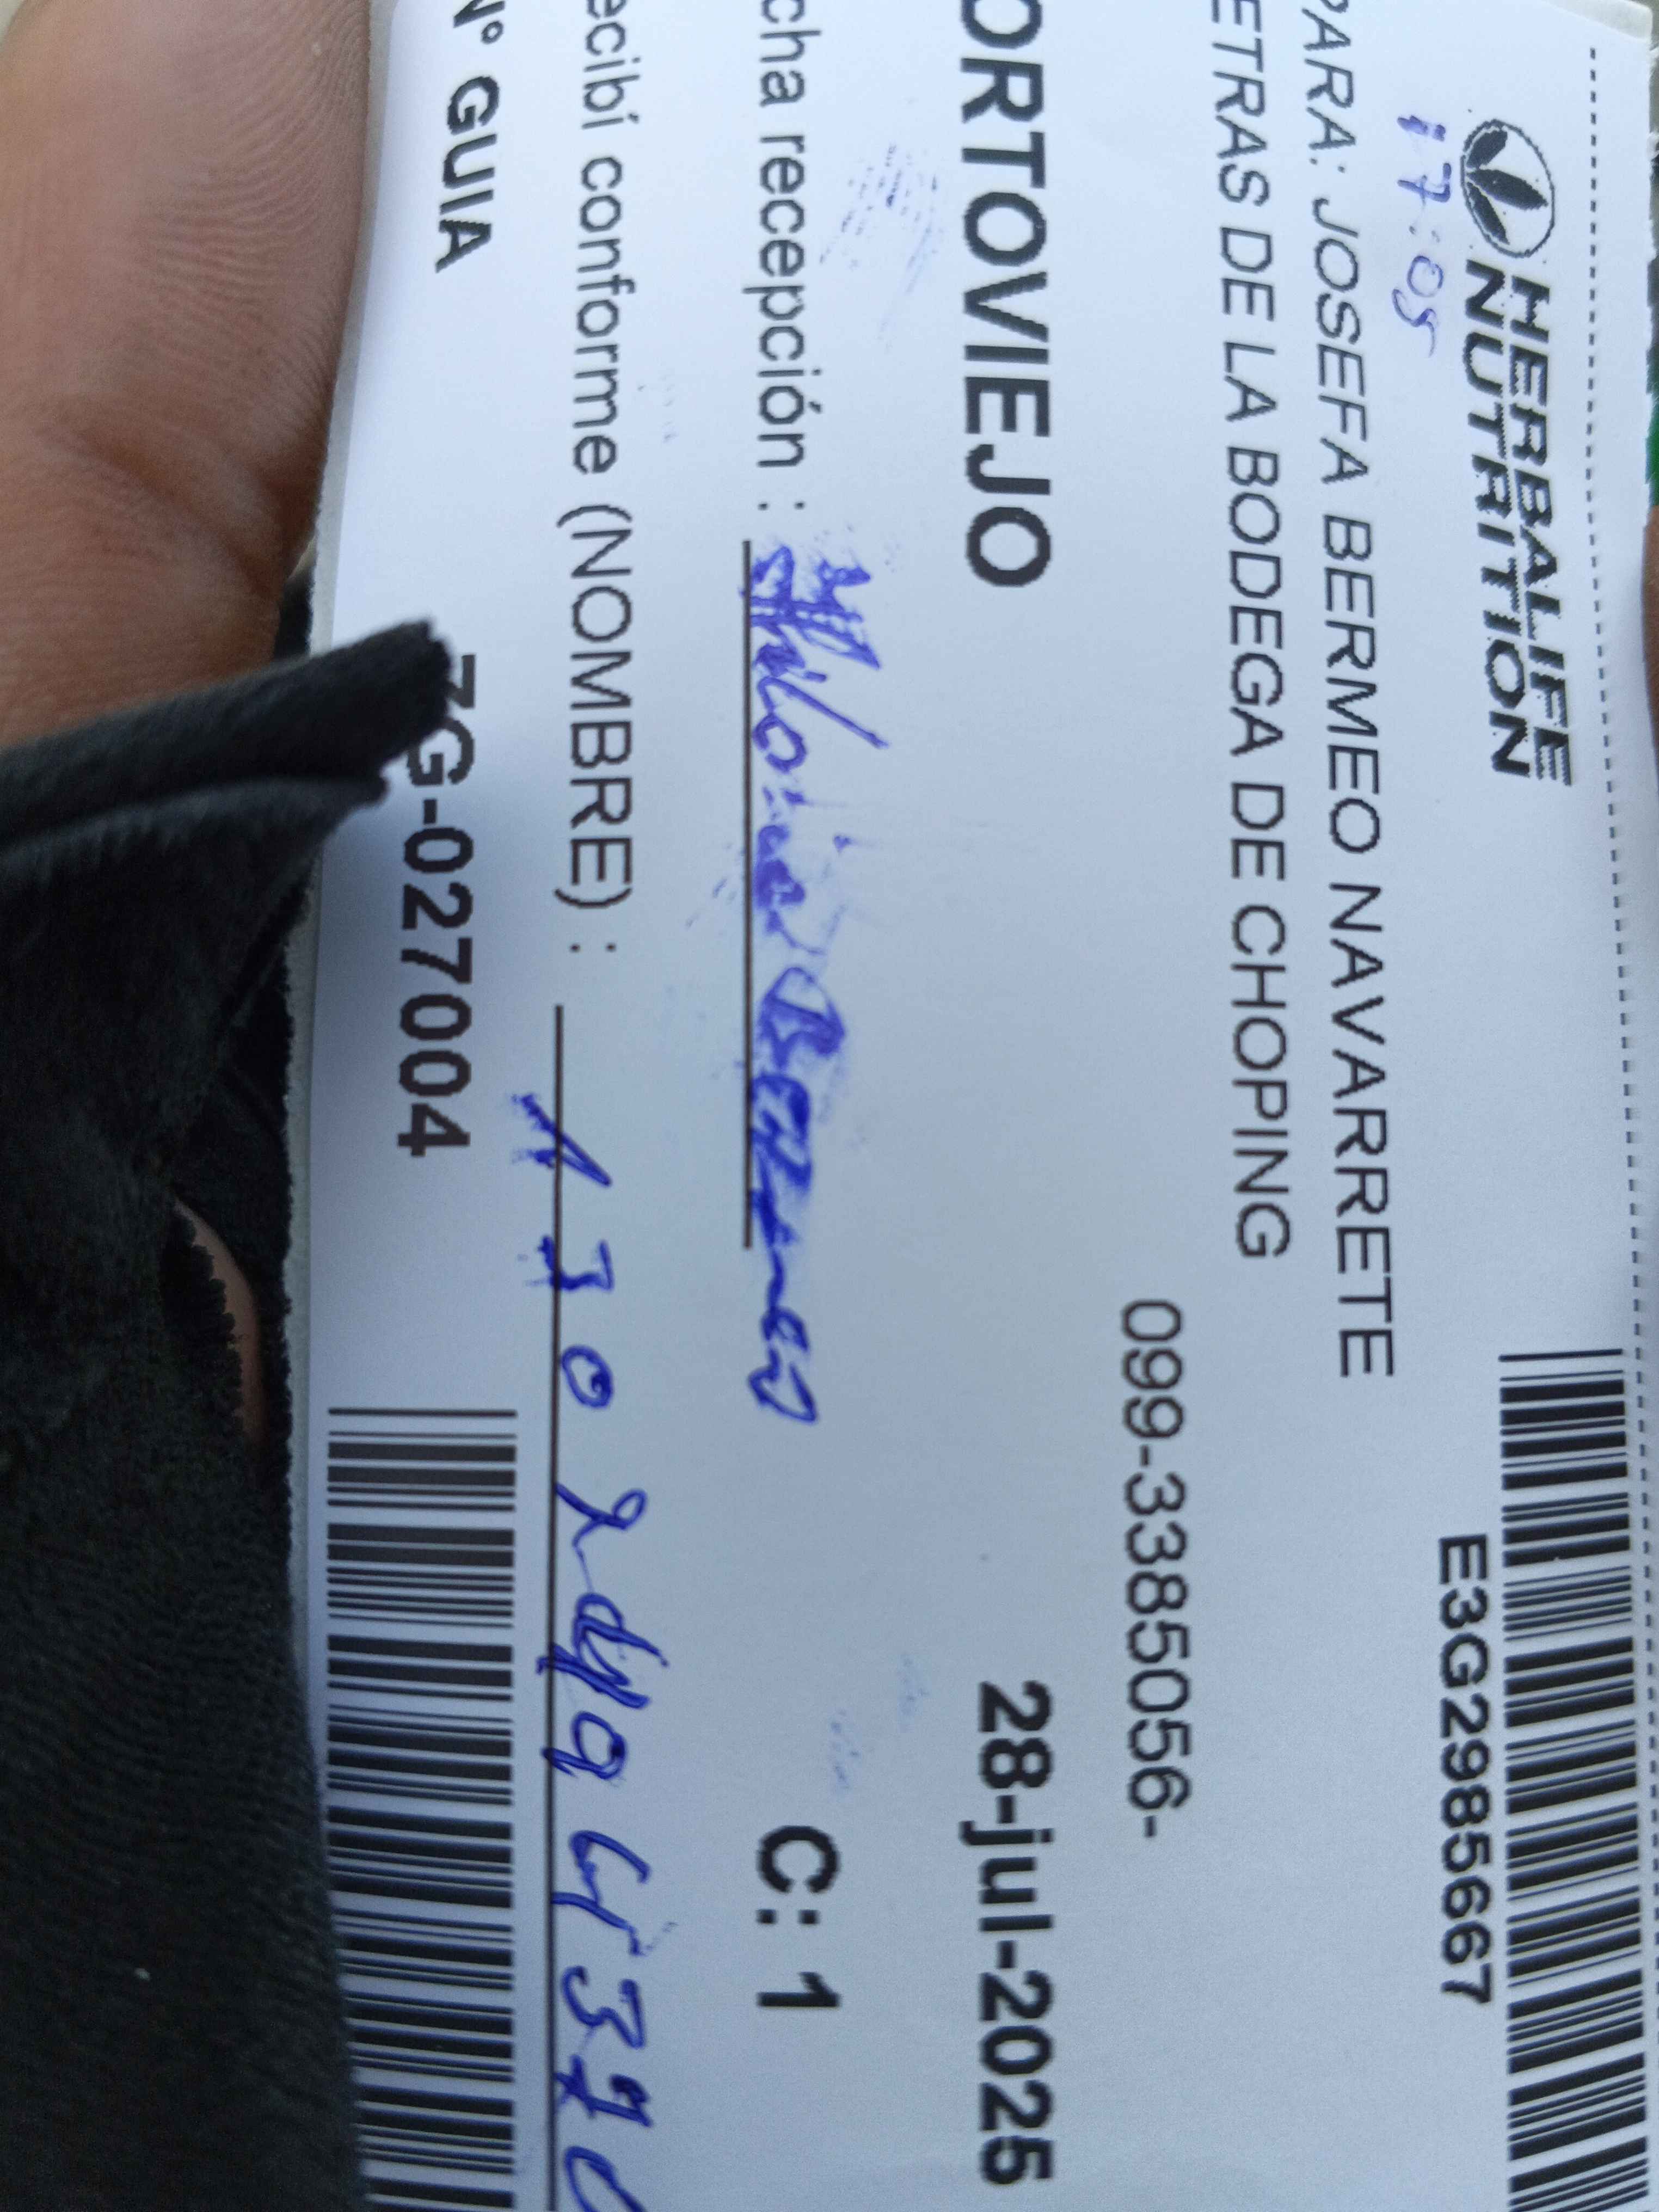 HERBALIFE
NUTRITION
17:05
E3G2985667
PARA: JOSEFA BERMEO NAVARRETE
ETRAS DE LA BODEGA DE CHOPING
099-3385056-
ORTOVIEJO 28-jul-2025
cha recepción :
C: 1
ecibí conforme (NOMBRE) :
N° GUIA G-027004